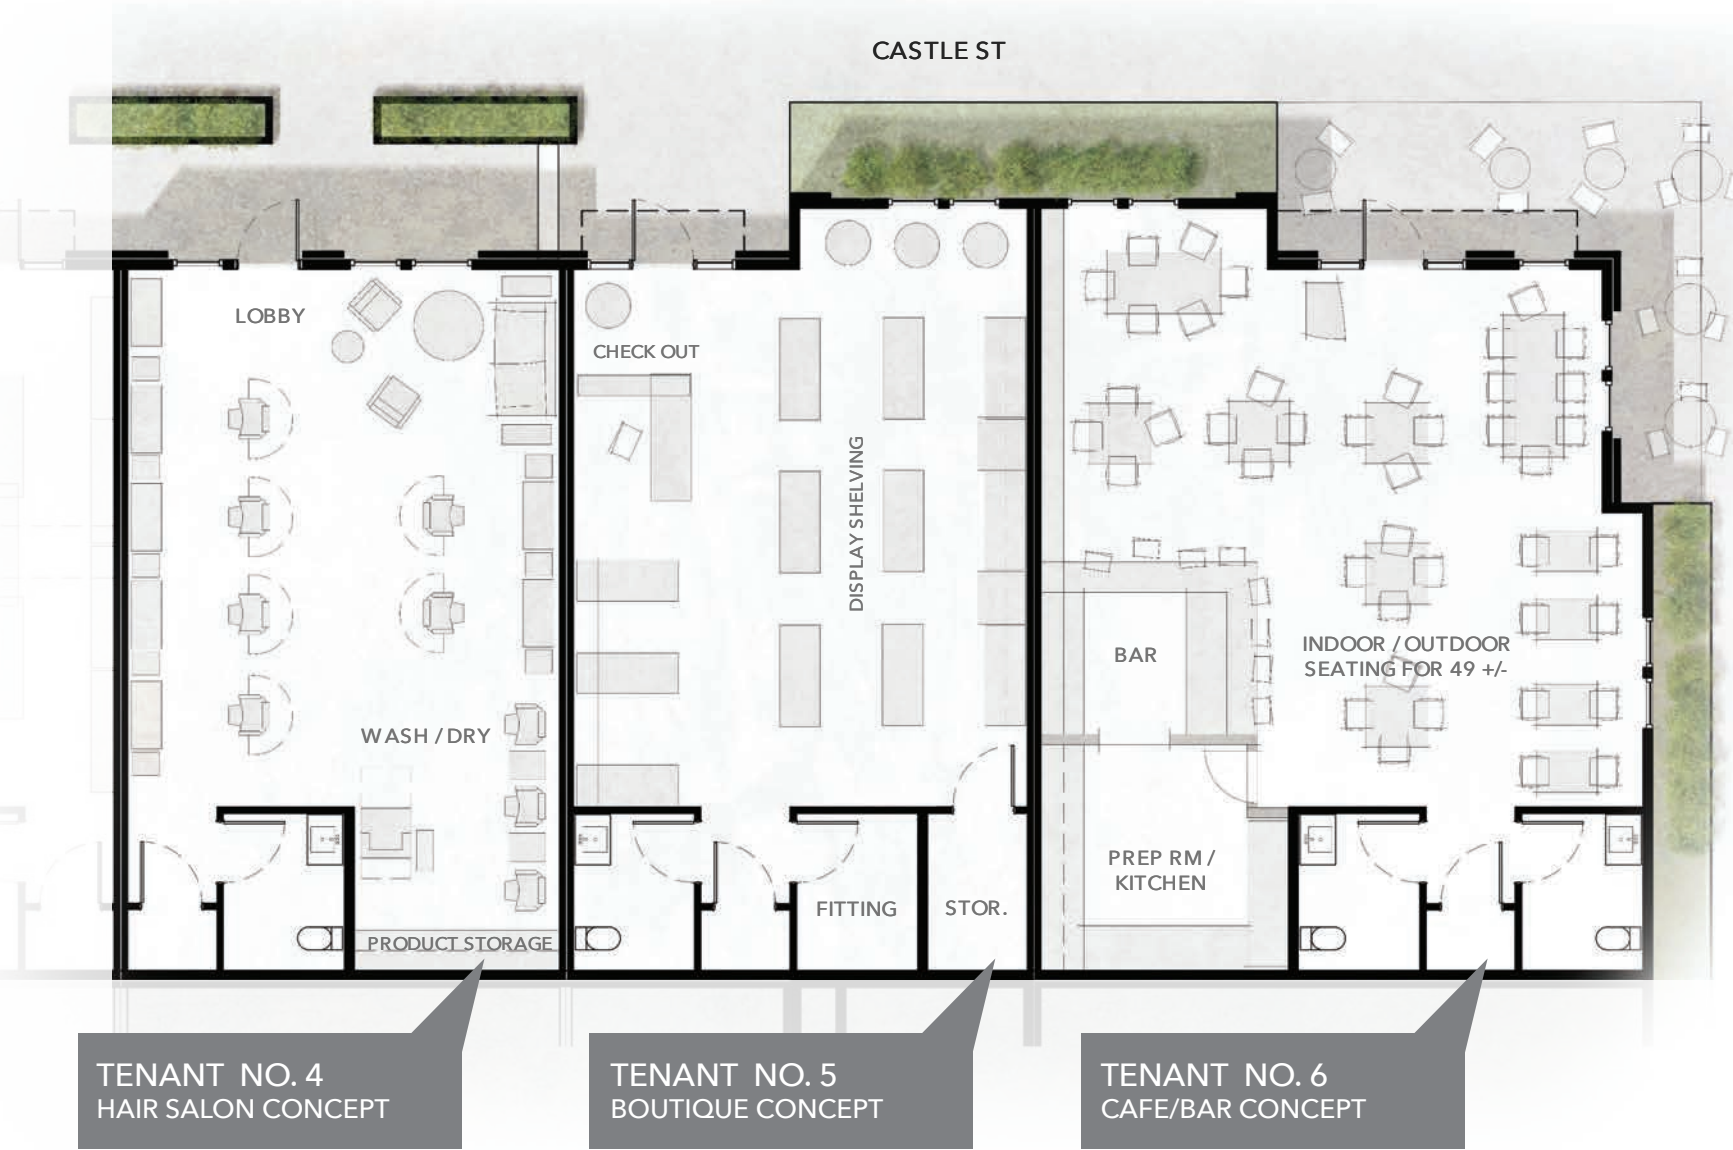 CASTLE ST
LOBBY
CHECK OUT
DISPLAY SHELVING
BAR
INDOOR / OUTDOOR
SEATING FOR 49 +/-
WASH / DRY
PREP RM /
KITCHEN
FITTING
STOR.
PRODUCT STORAGE
TENANT NO. 4
HAIR SALON CONCEPT
TENANT NO. 5
BOUTIQUE CONCEPT
TENANT NO. 6
CAFE/BAR CONCEPT